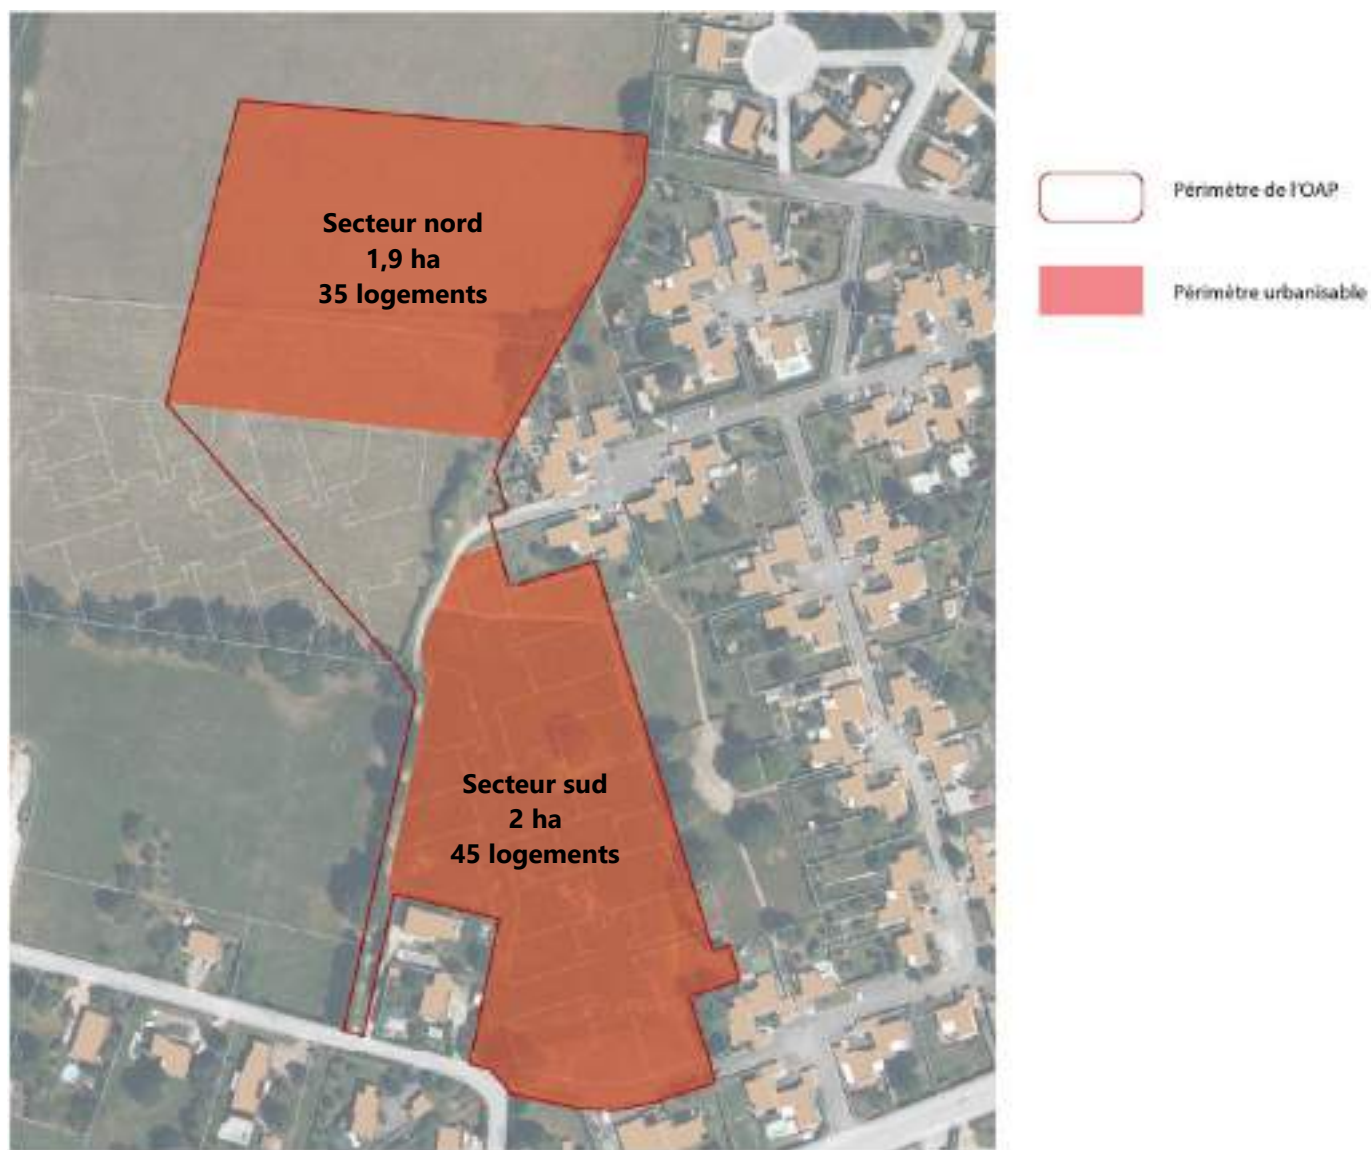 Secteur nord
1,9 ha
35 logements
Secteur sud
2 ha
45 logements
Périmètre de l'OAP
Périmètre urbanisable